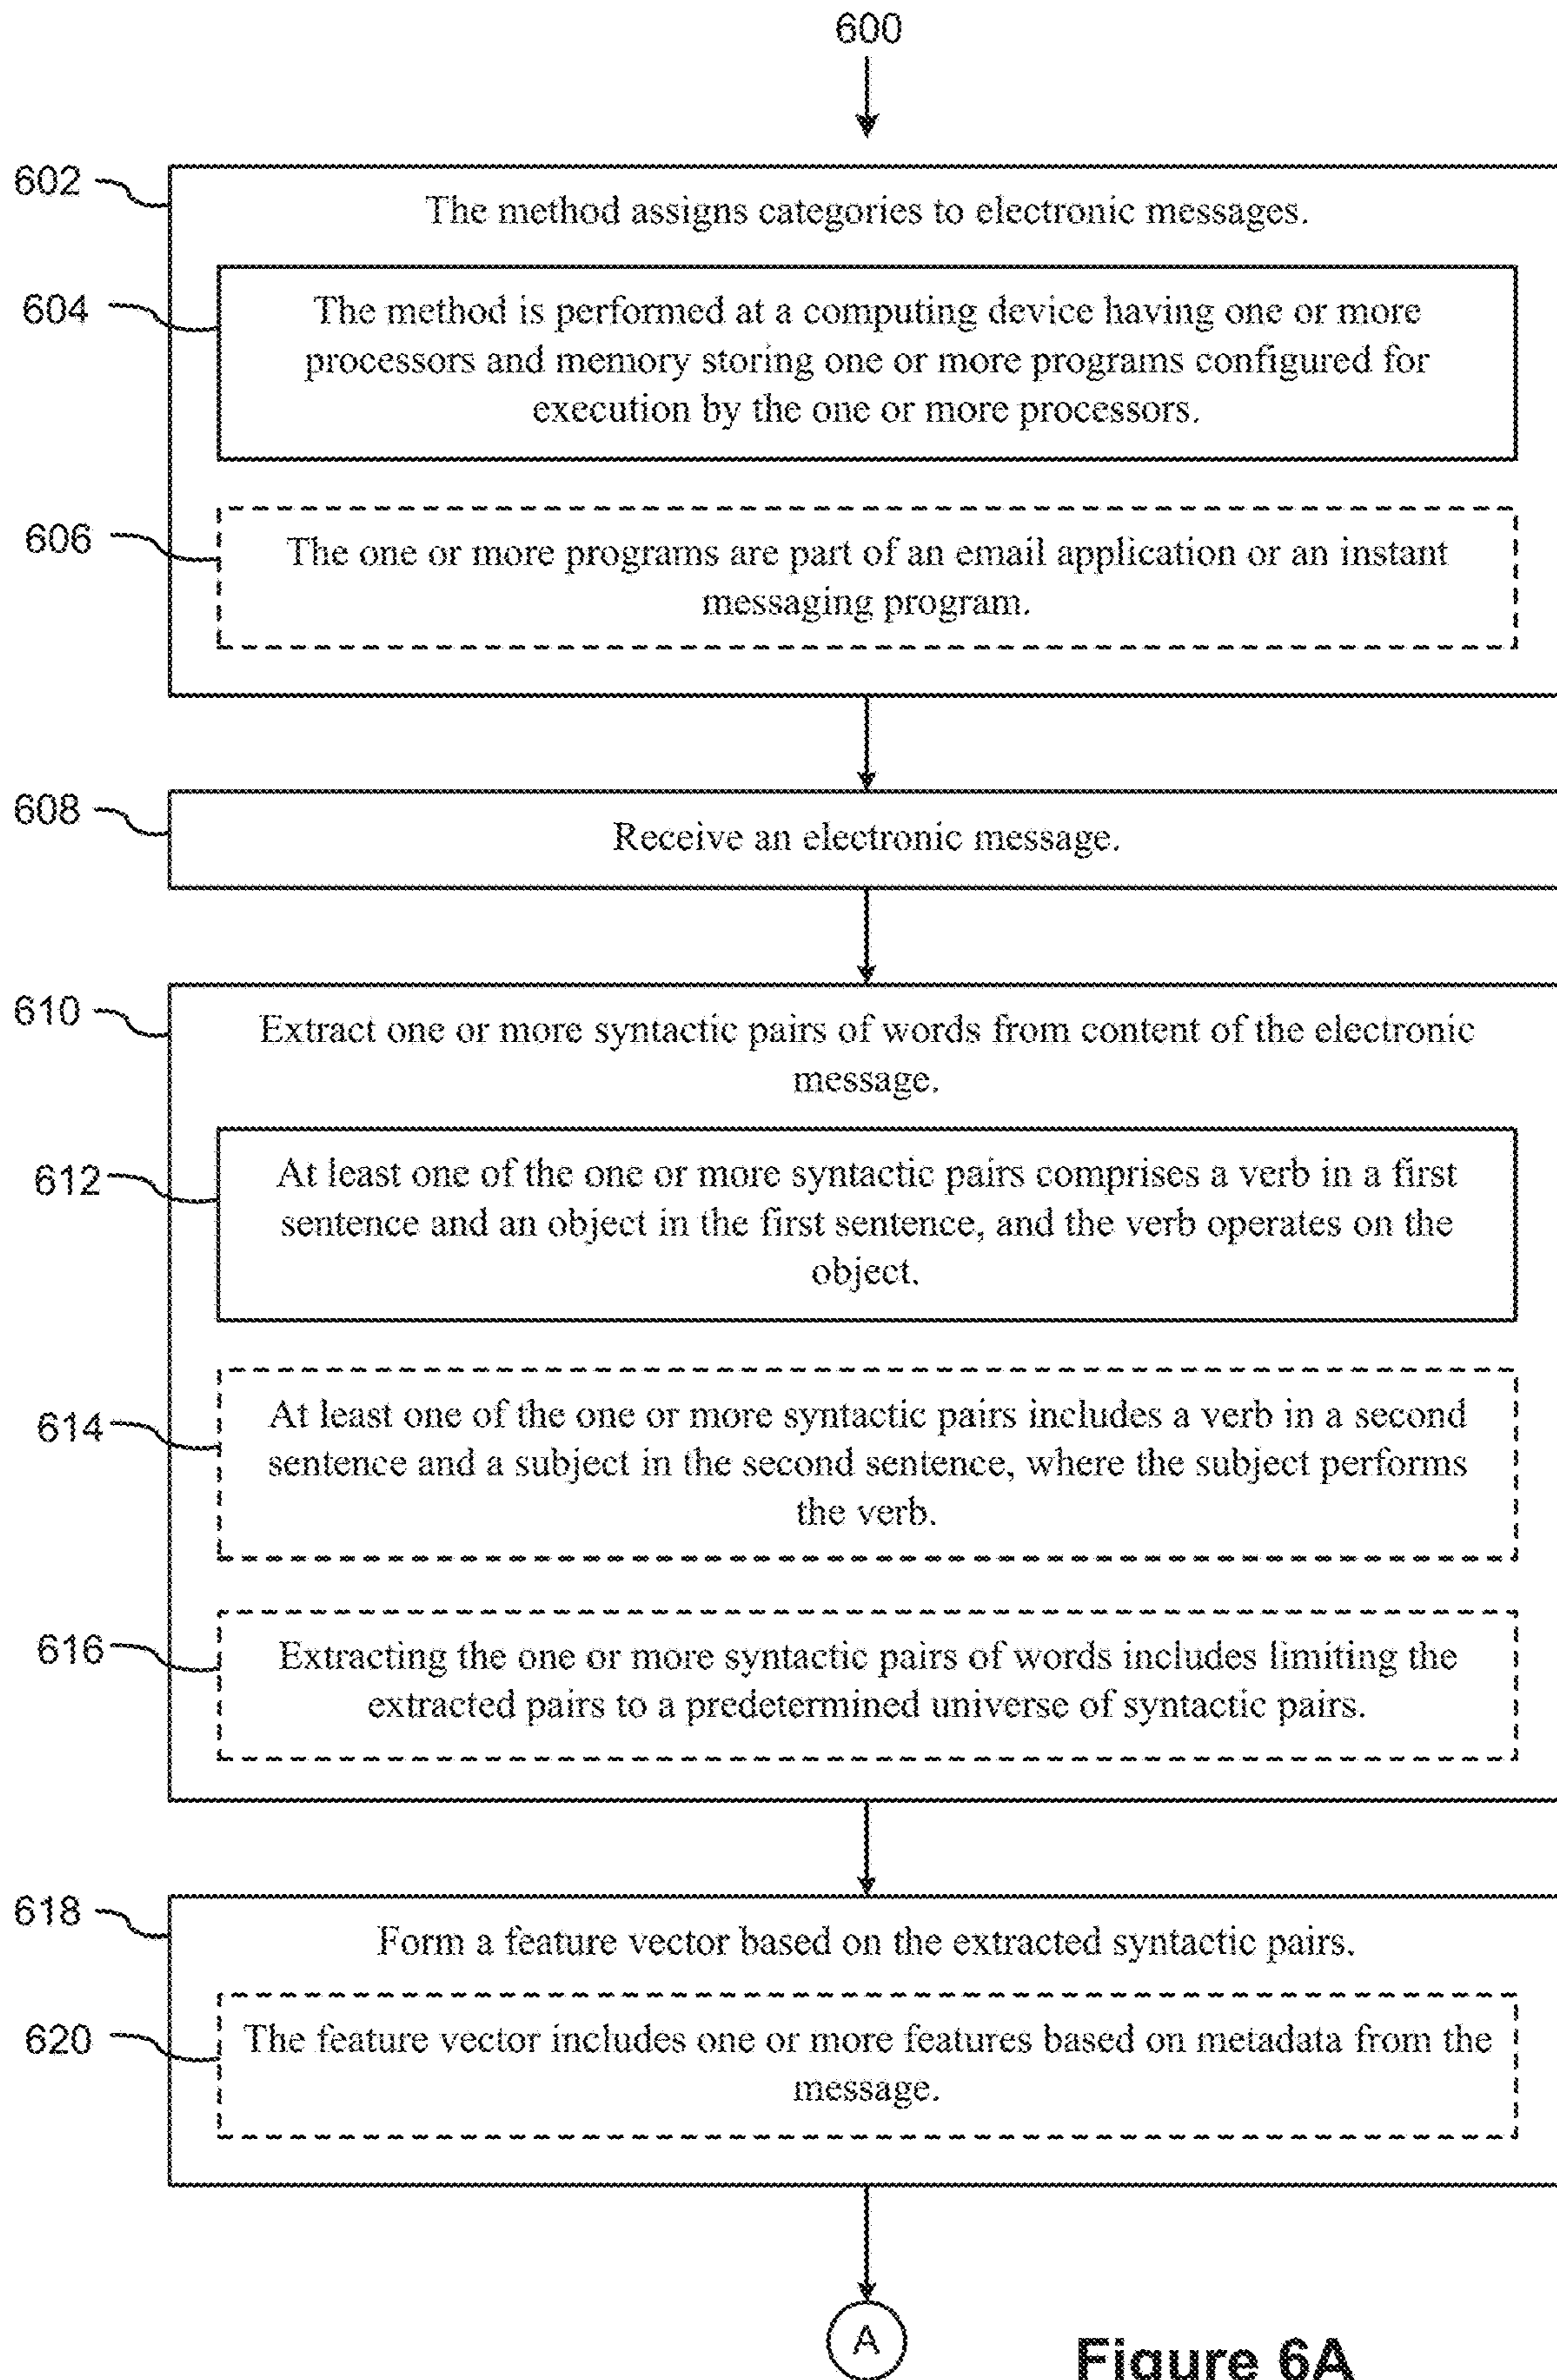 600
602
The method assigns categories to electronic messages.
604
The method is performed at a computing device having one or more
processors and memory storing one or more programs configured for
execution by the one or more processors.
606
The one or more programs are part of an email application or an instant
messaging program.
608
Receive an electronic message.
610
Extract one or more syntactic pairs of words from content of the electronic
message.
612
At least one of the one or more syntactic pairs comprises a verb in a first
sentence and an object in the first sentence, and the verb operates on the
object.
614
At least one of the one or more syntactic pairs includes a verb in a second
sentence and a subject in the second sentence, where the subject performs
the verb.
616
Extracting the one or more syntactic pairs of words includes limiting the
extracted pairs to a predetermined universe of syntactic pairs.
618
Form a feature vector based on the extracted syntactic pairs.
620
The feature vector includes one or more features based on metadata from the
message.
A
Figure 6A